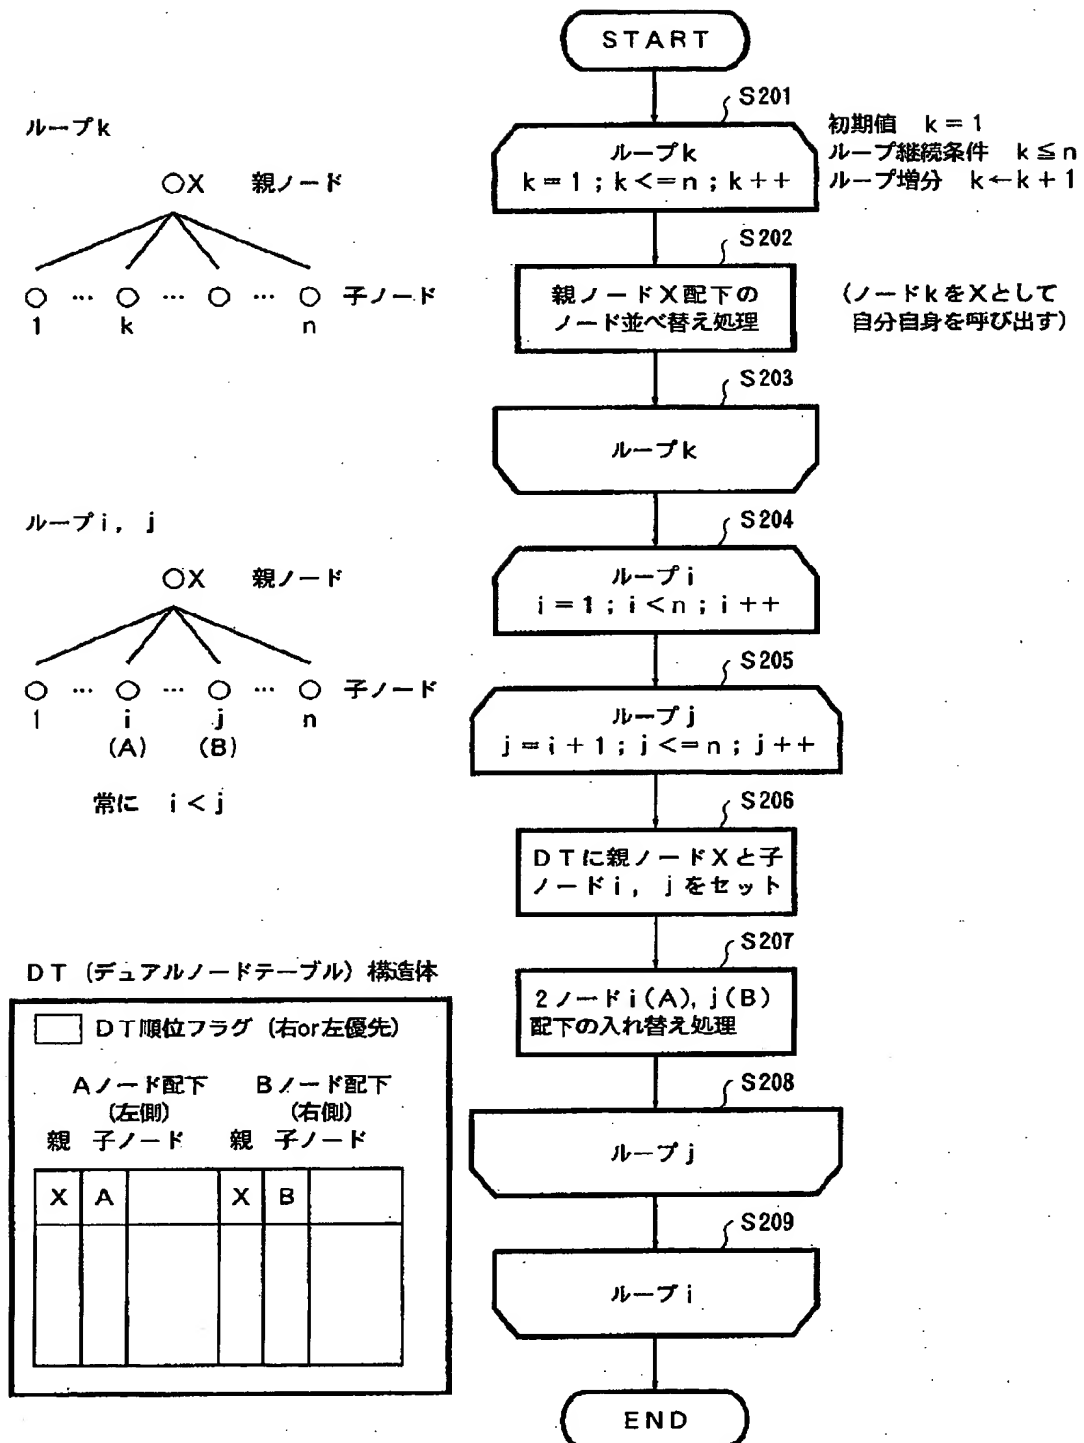 START
S201
ループk
k=1;k<=n;k++
初期値 k=1
ループ継続条件 k≦n
ループ増分 k←k+1
S202
親ノードX配下の
ノード並べ替え処理
(ノードkをXとして
自分自身を呼び出す)
S203
ループk
S204
ループi
i=1;i<n;i++
S205
ループj
j=i+1;j<=n;j++
S206
DTに親ノードXと子
ノードi, jをセット
S207
2ノードi(A), j(B)
配下の入れ替え処理
S208
ループj
S209
ループi
END
ループk
X 親ノード
… … 子ノード
1 k n
ループi, j
X 親ノード
… … … 子ノード
1 i j n
(A) (B)
常に i<j
DT (デュアルノードテーブル) 構造体
DT順位フラグ (右or左優先)
Aノード配下 Bノード配下
(左側) (右側)
親 子ノード 親 子ノード
X A X B